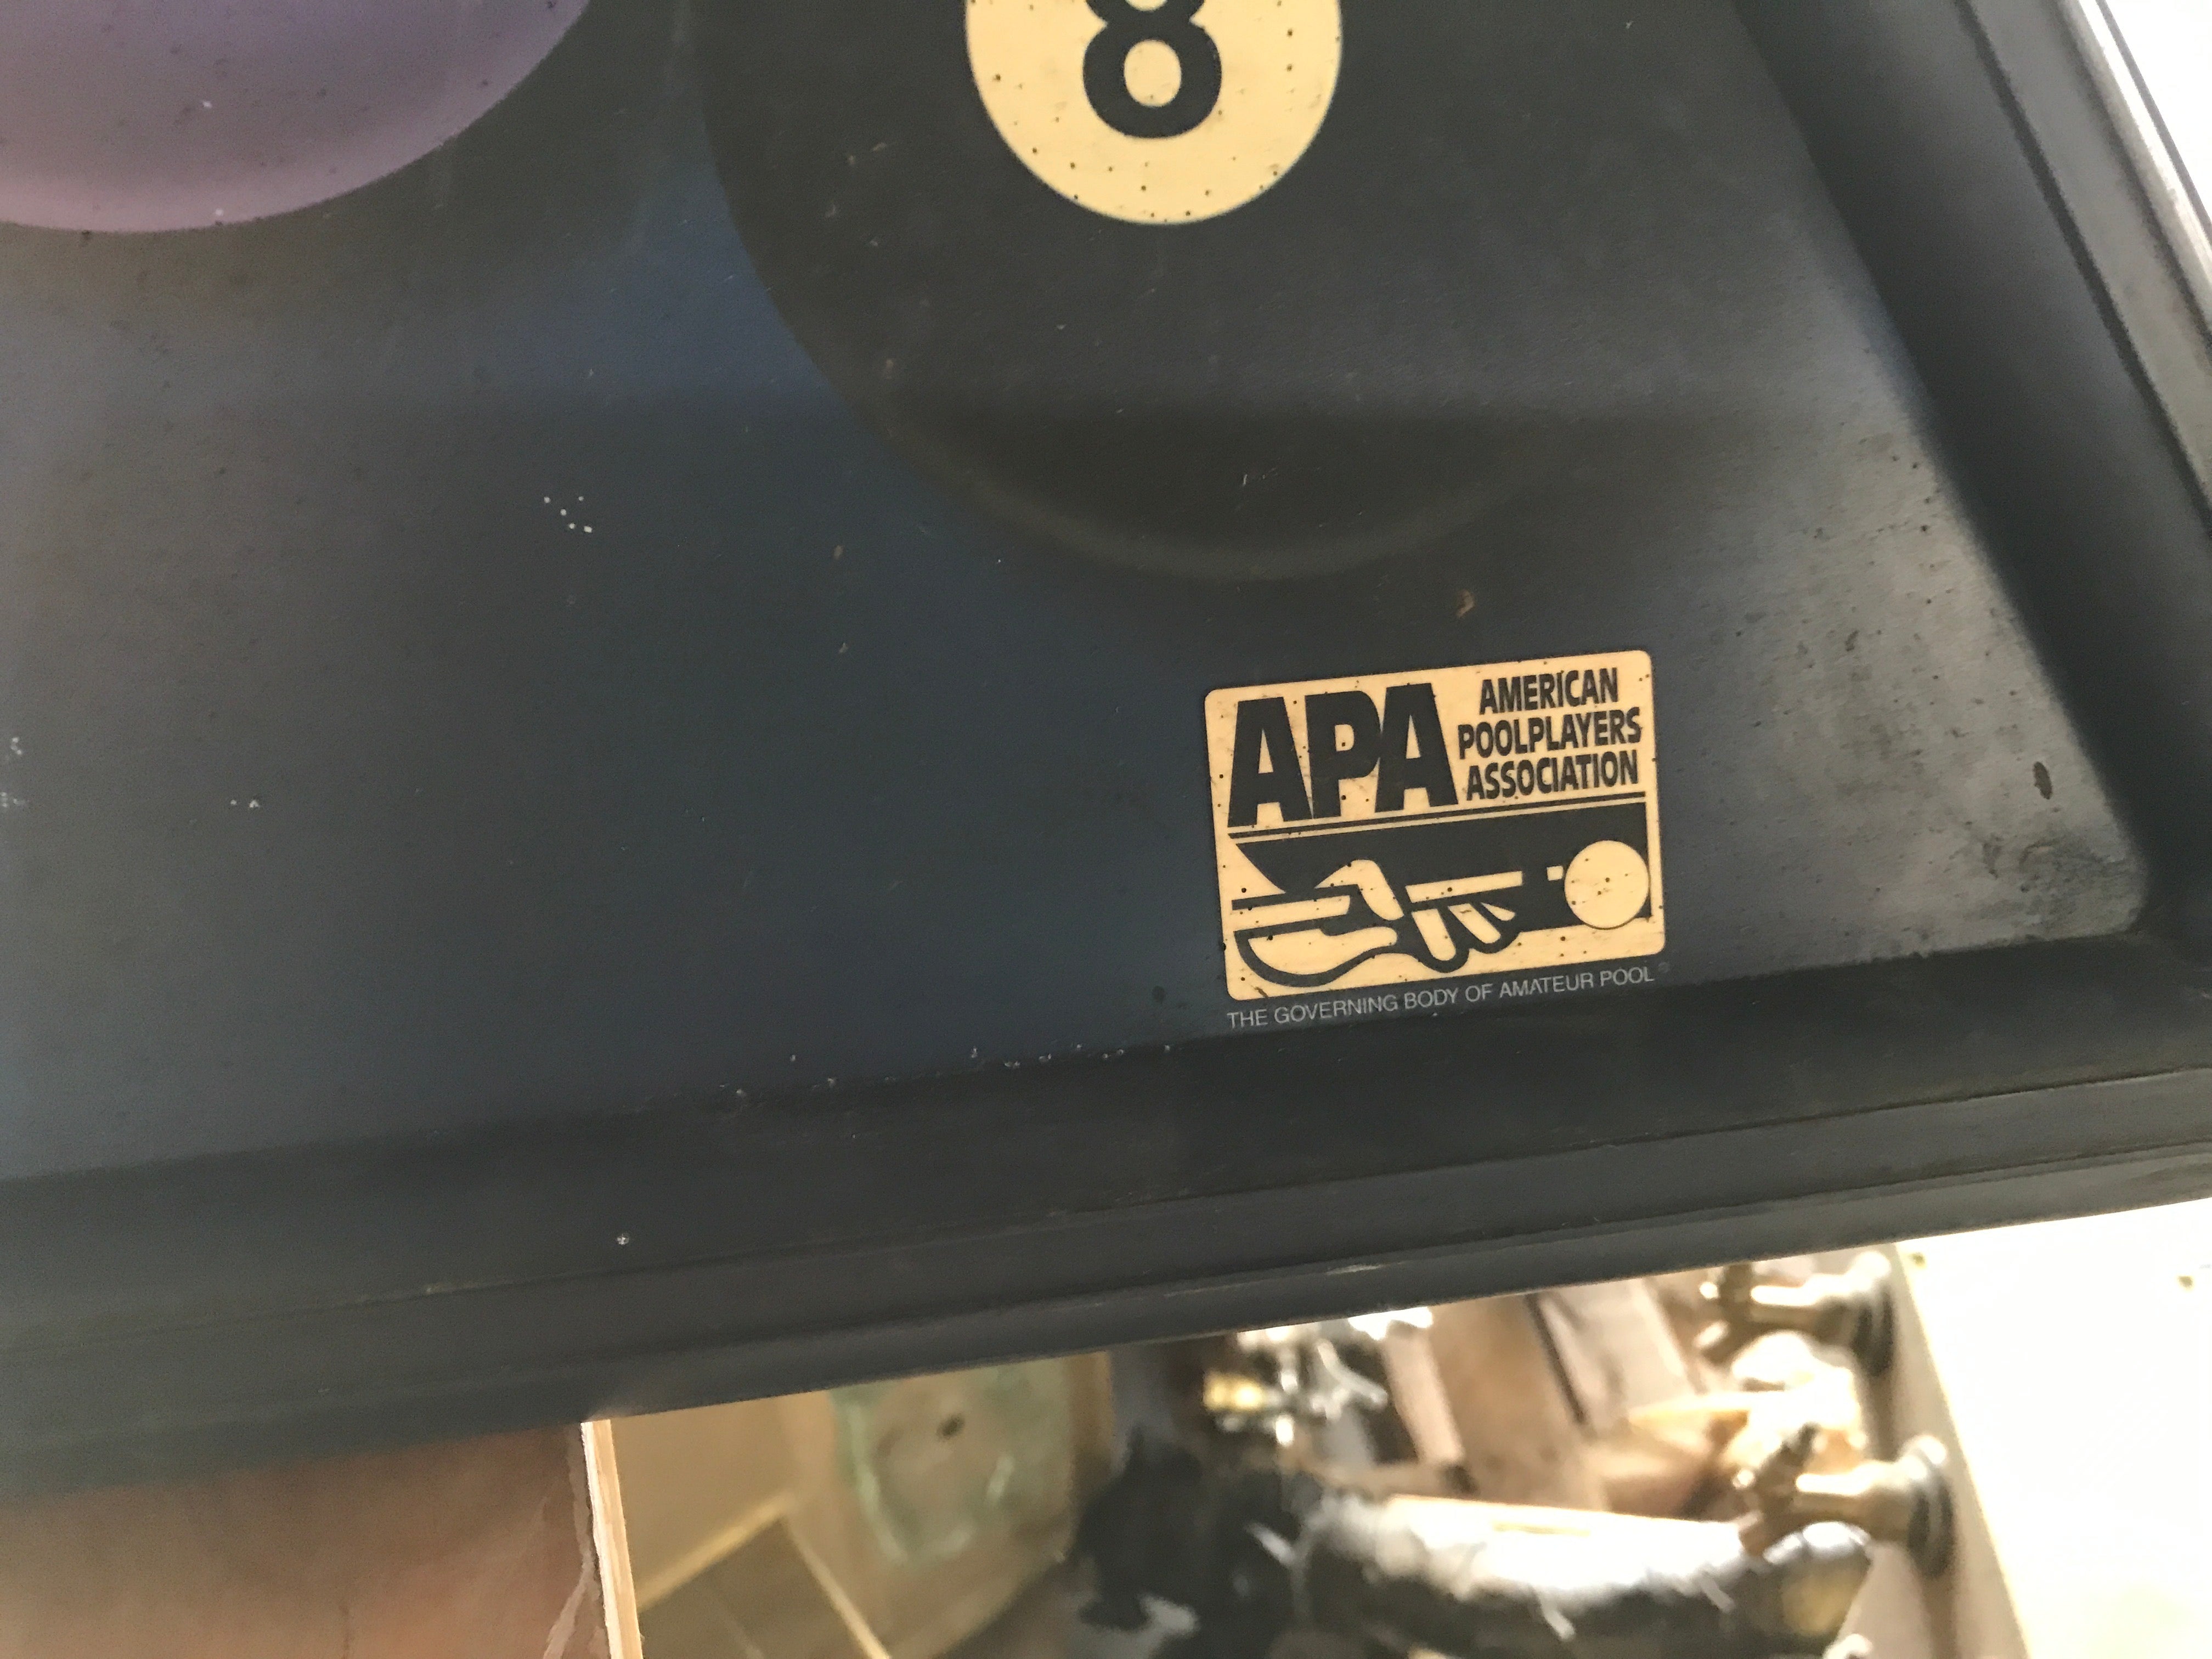 8
APA
AMERICAN
POOLPLAYERS
ASSOCIATION
THE GOVERNING BODY OF AMATEUR POOL®